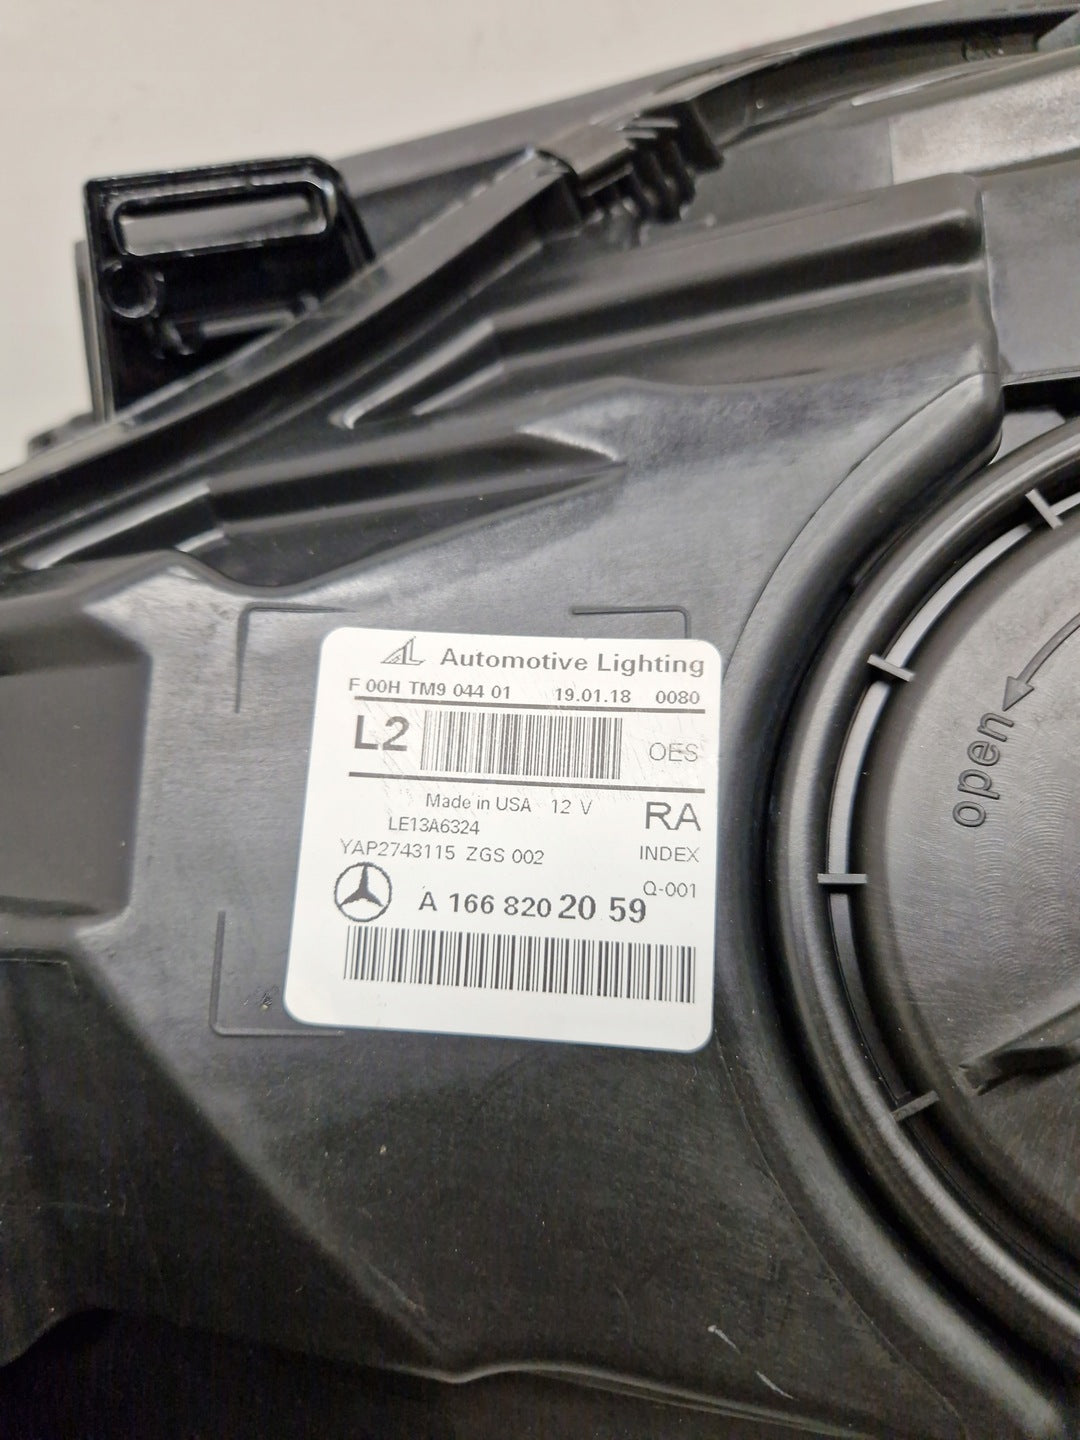 AL Automotive Lighting
F 00H TM9 044 01 19.01.18 0080
L2 OES
Made in USA 12 V RA
LE13A6324
YAP2743115 ZGS 002 INDEX
Q-001
A 166 820 20 59
open